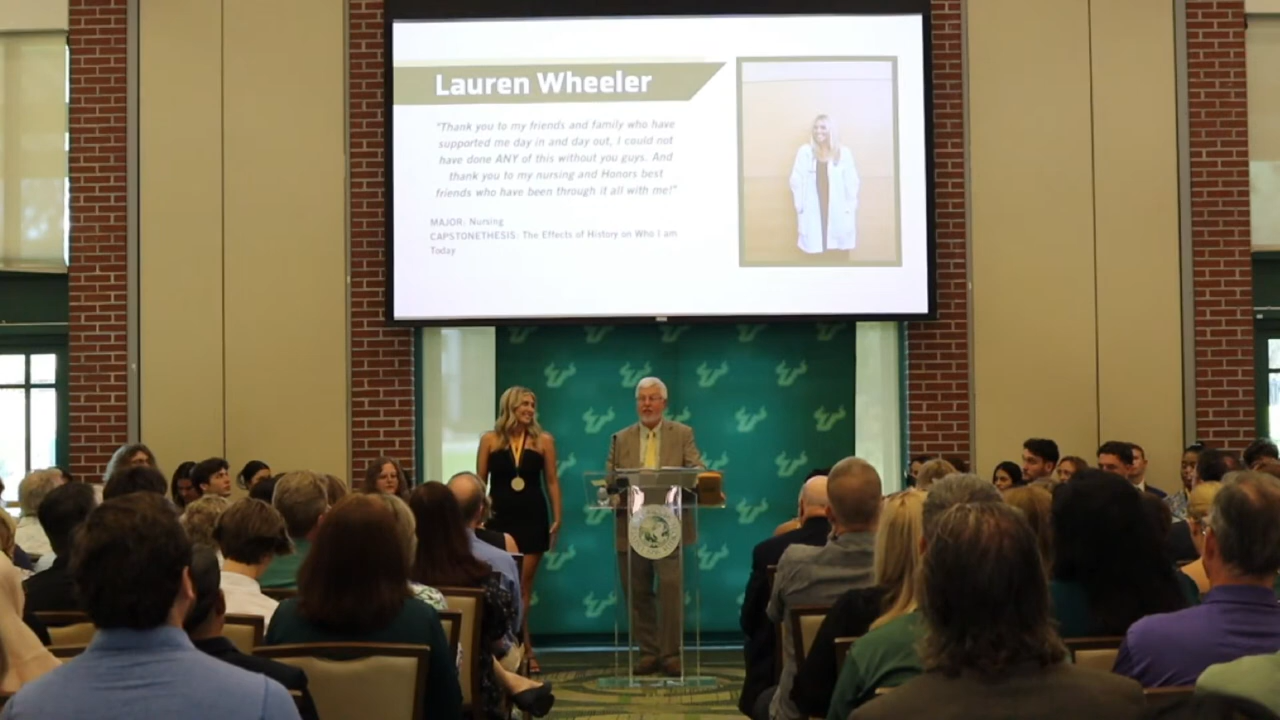 Lauren Wheeler
"Thank you to my friends and family who have
supported me day in and day out, I could not
have done ANY of this without you guys. And
thank you to my nursing and Honors best
friends who have been through it all with me!"
MAJOR: Nursing
CAPSTONETHESIS: The Effects of History on Who I am
Today